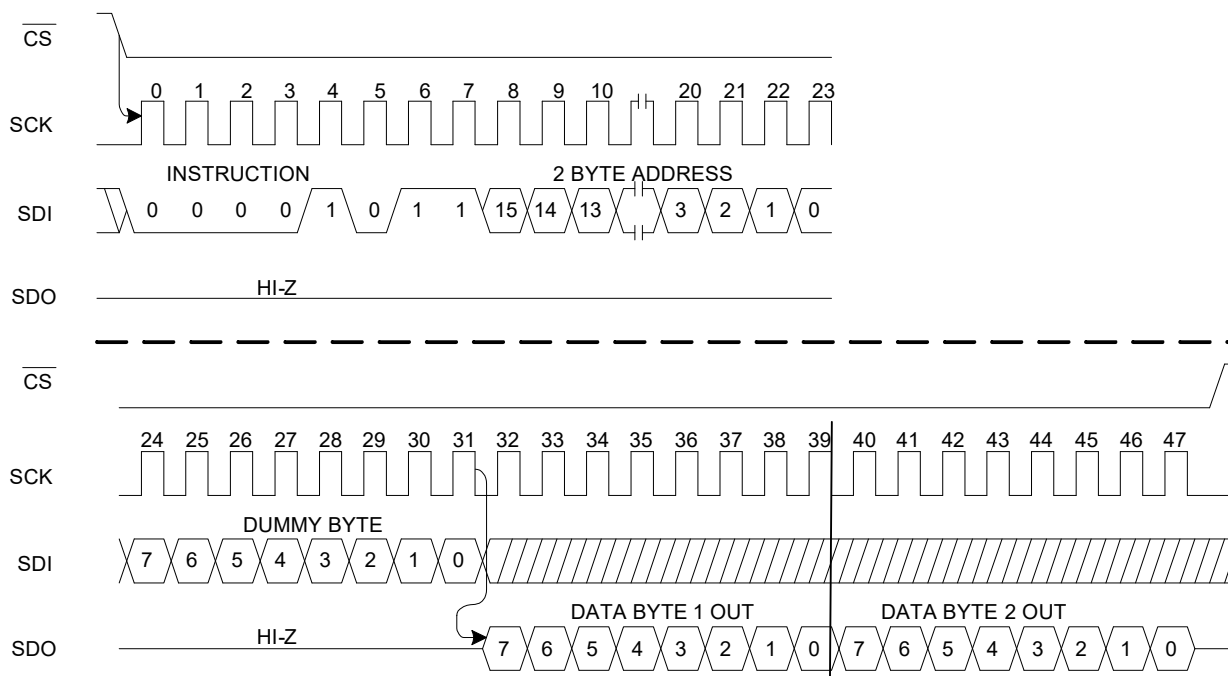 CS
0 1 2 3 4 5 6 7 8 9 10 20 21 22 23
SCK
INSTRUCTION 2 BYTE ADDRESS
SDI 0 0 0 0 1 0 1 1 15 14 13 3 2 1 0
HI-Z
SDO
CS
24 25 26 27 28 29 30 31 32 33 34 35 36 37 38 39 40 41 42 43 44 45 46 47
SCK
DUMMY BYTE
SDI 7 6 5 4 3 2 1 0
DATA BYTE 1 OUT DATA BYTE 2 OUT
HI-Z
SDO 7 6 5 4 3 2 1 0 7 6 5 4 3 2 1 0